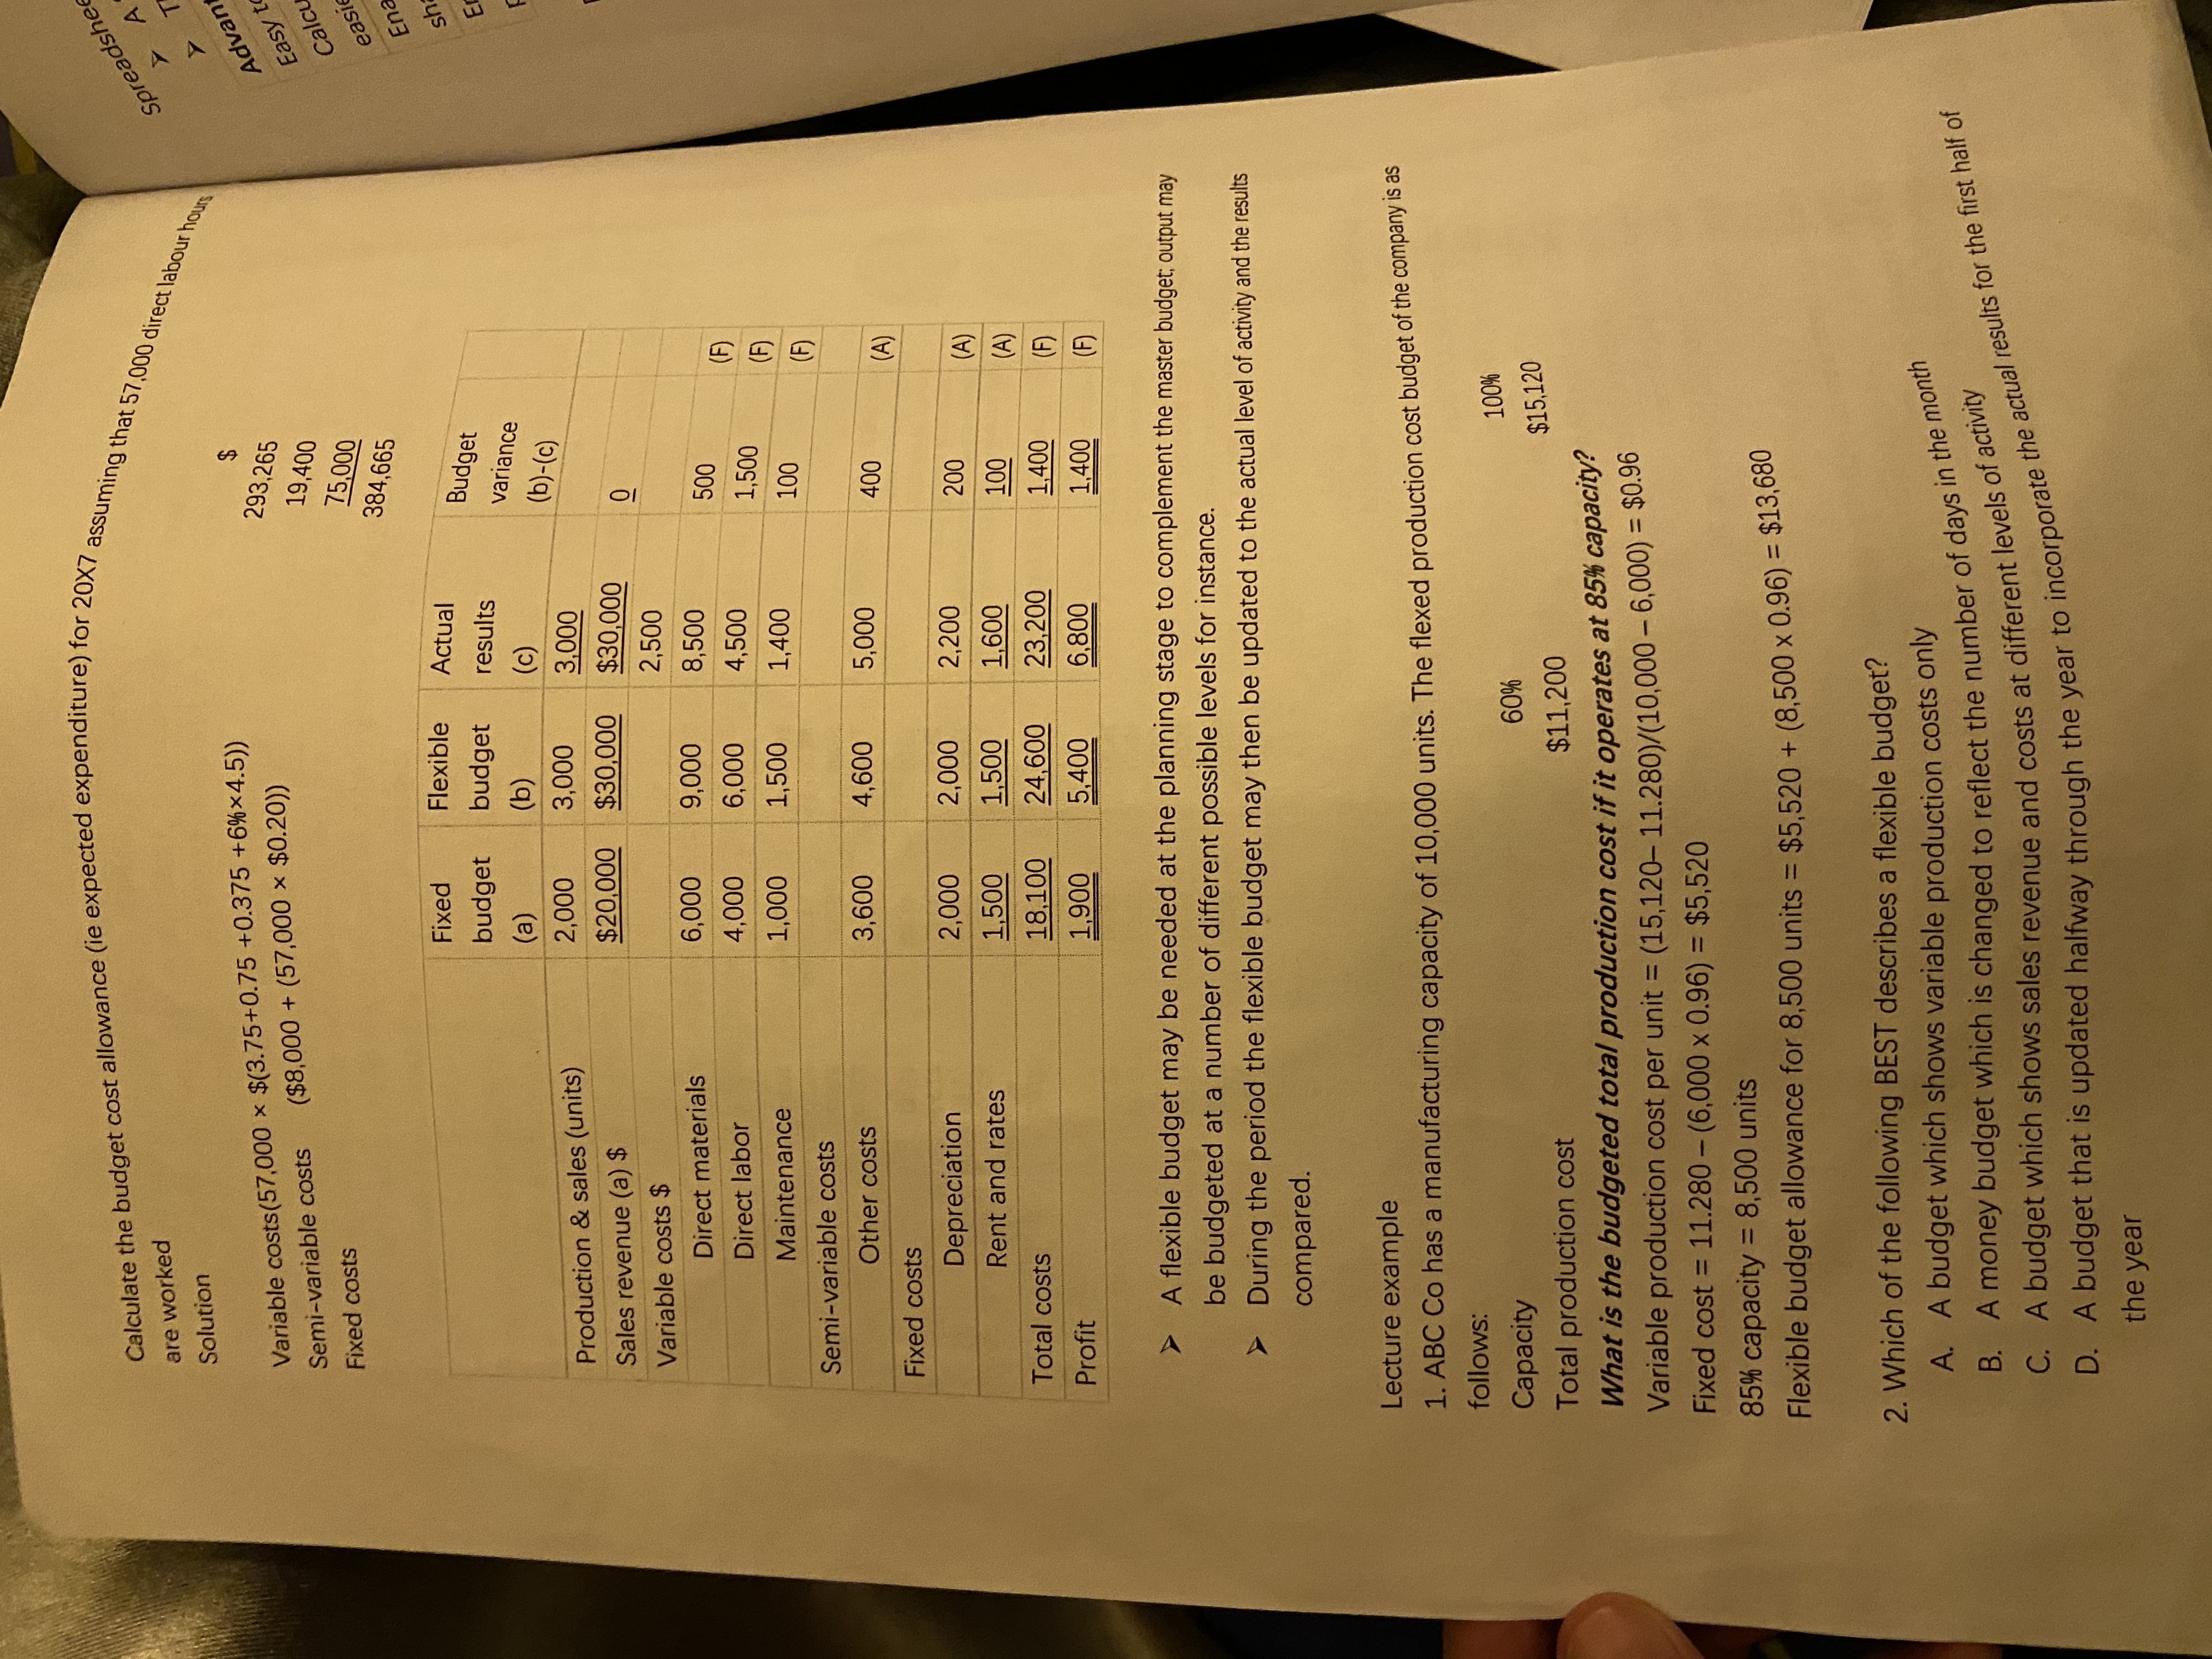 Calculate the budget cost allowance (ie expected expenditure) for 20X7 assuming that 57,000 direct labour hours
are worked
Solution
$
Variable costs(57,000 × $(3.75+0.75 +0.375 +6%×4.5)) 293,265
Semi-variable costs ($8,000 + (57,000 × $0.20)) 19,400
Fixed costs 75,000
384,665
Fixed Flexible Actual Budget
budget budget results variance
(a) (b) (c) (b)-(c)
Production & sales (units) 2,000 3,000 3,000
Sales revenue (a) $ $20,000 $30,000 $30,000 0
Variable costs $ 2,500
Direct materials 6,000 9,000 8,500 500 (F)
Direct labor 4,000 6,000 4,500 1,500 (F)
Maintenance 1,000 1,500 1,400 100 (F)
Semi-variable costs
Other costs 3,600 4,600 5,000 400 (A)
Fixed costs
Depreciation 2,000 2,000 2,200 200 (A)
Rent and rates 1,500 1,500 1,600 100 (A)
Total costs 18,100 24,600 23,200 1,400 (F)
Profit 1,900 5,400 6,800 1,400 (F)
➢ A flexible budget may be needed at the planning stage to complement the master budget; output may
be budgeted at a number of different possible levels for instance.
➢ During the period the flexible budget may then be updated to the actual level of activity and the results
compared.
Lecture example
1. ABC Co has a manufacturing capacity of 10,000 units. The flexed production cost budget of the company is as
follows:
Capacity 60% 100%
Total production cost $11,200 $15,120
What is the budgeted total production cost if it operates at 85% capacity?
Variable production cost per unit = (15,120– 11.280)/(10,000 – 6,000) = $0.96
Fixed cost = 11.280 – (6,000 x 0.96) = $5,520
85% capacity = 8,500 units
Flexible budget allowance for 8,500 units = $5,520 + (8,500 x 0.96) = $13,680
2. Which of the following BEST describes a flexible budget?
A. A budget which shows variable production costs only
B. A money budget which is changed to reflect the number of days in the month
C. A budget which shows sales revenue and costs at different levels of activity
D. A budget that is updated halfway through the year to incorporate the actual results for the first half of
the year
➢ A
➢
Advan
Easy to
Calcu
easie
Ena